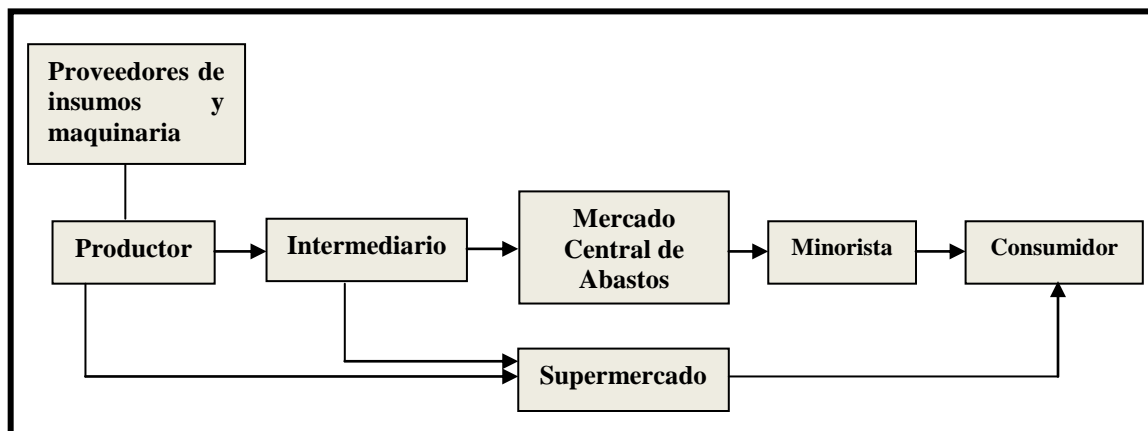 Proveedores de
insumos y
maquinaria
Productor
Intermediario
Mercado
Central de
Abastos
Minorista
Consumidor
Supermercado